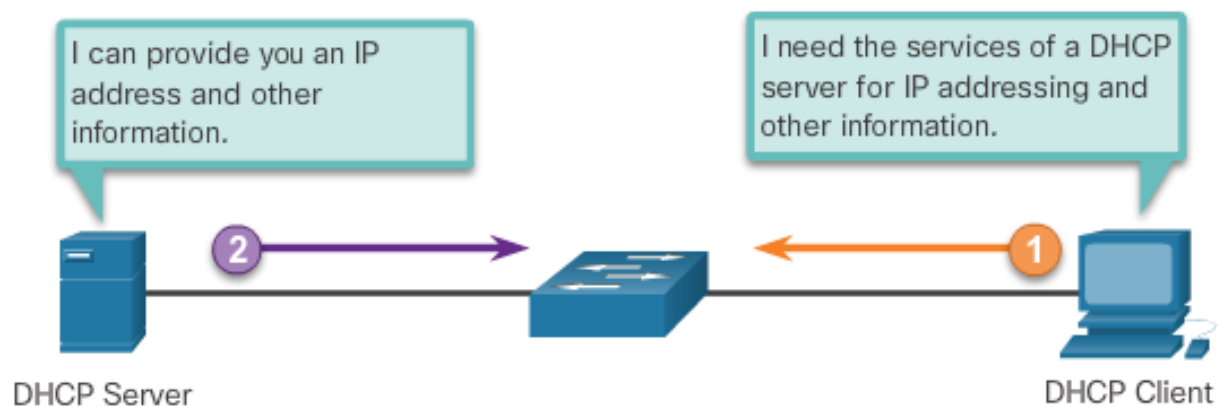 I can provide you an IP
address and other
information.
I need the services of a DHCP
server for IP addressing and
other information.
2
1
DHCP Server
DHCP Client